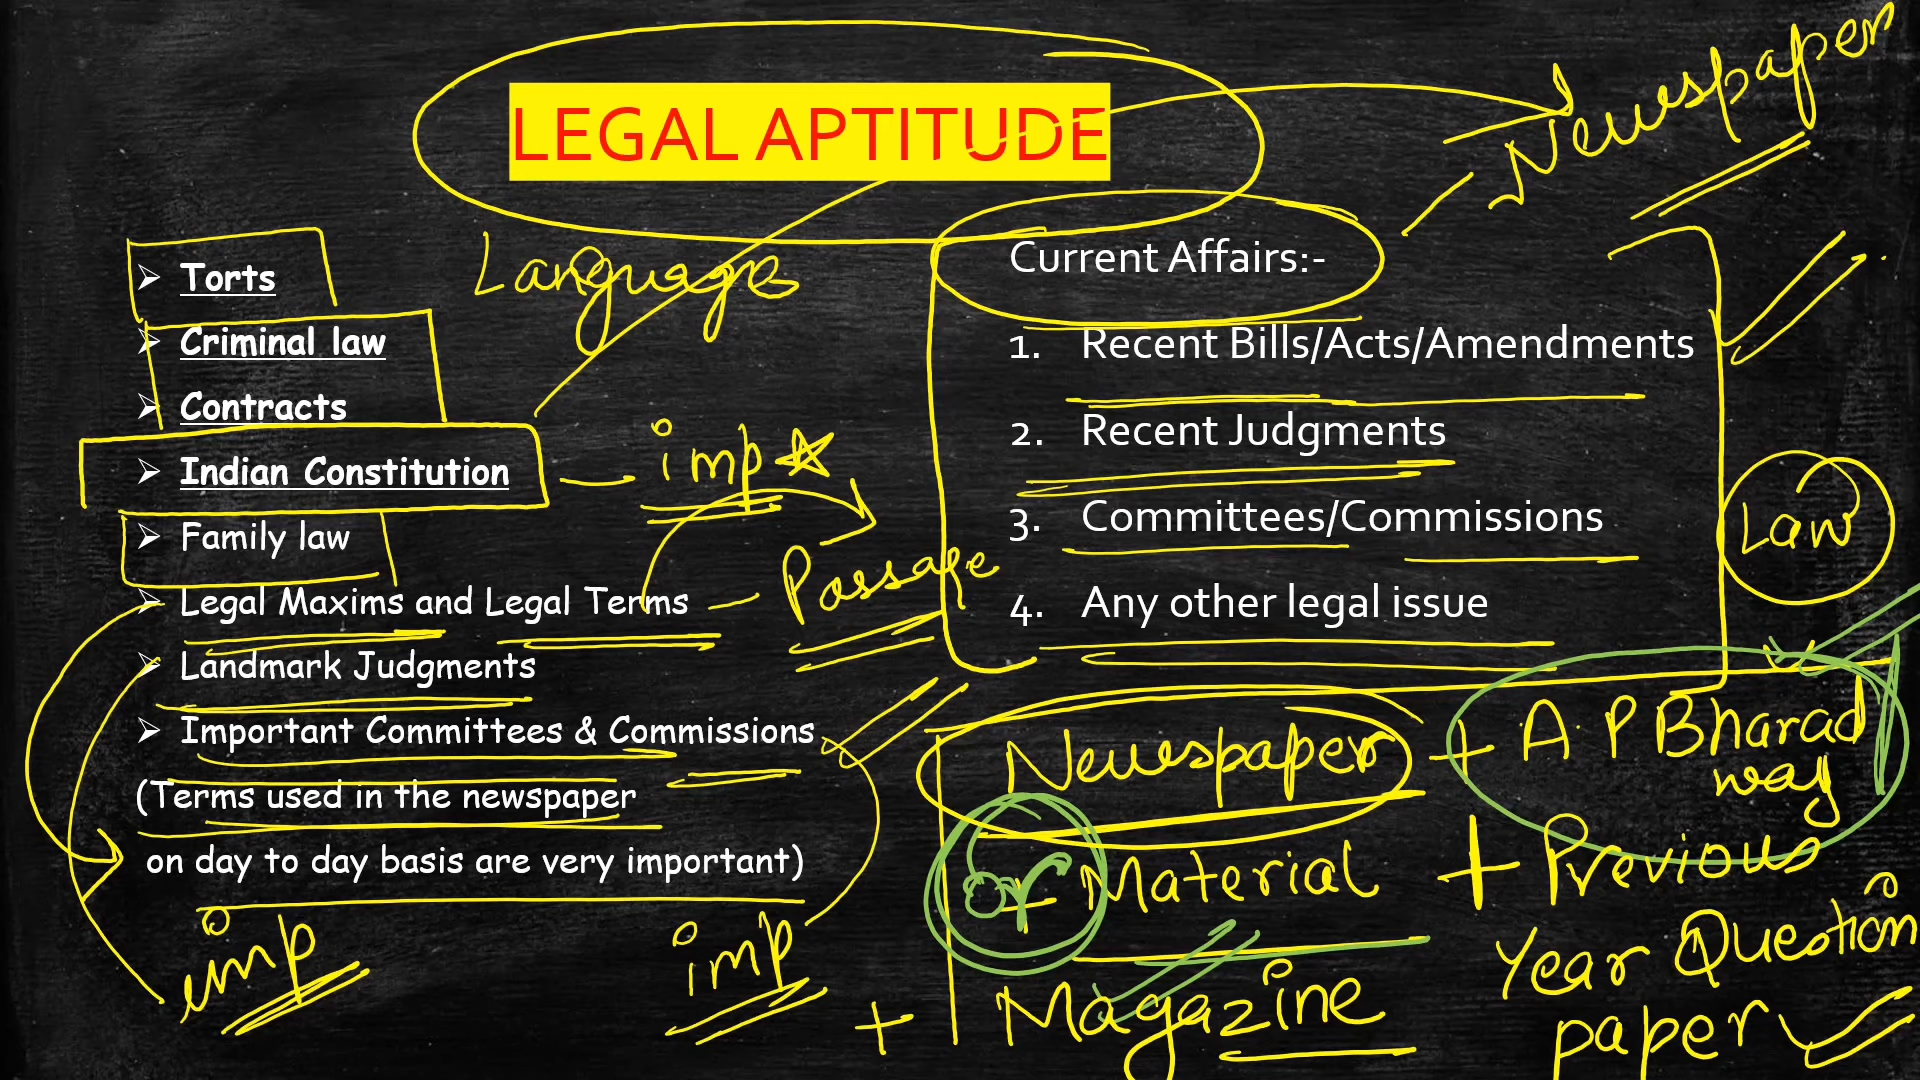 LEGAL APTITUDE
Newspaper
Language
➢ Torts
➢ Criminal law
➢ Contracts
➢ Indian Constitution
imp
➢ Family law
➢ Legal Maxims and Legal Terms
Passage
➢ Landmark Judgments
➢ Important Committees & Commissions
(Terms used in the newspaper
on day to day basis are very important)
imp
imp
Current Affairs:-
1. Recent Bills/Acts/Amendments
2. Recent Judgments
3. Committees/Commissions
4. Any other legal issue
Law
Newspaper + A.P Bharad
way
or Material + Previous
Year Question
+ Magazine
paper